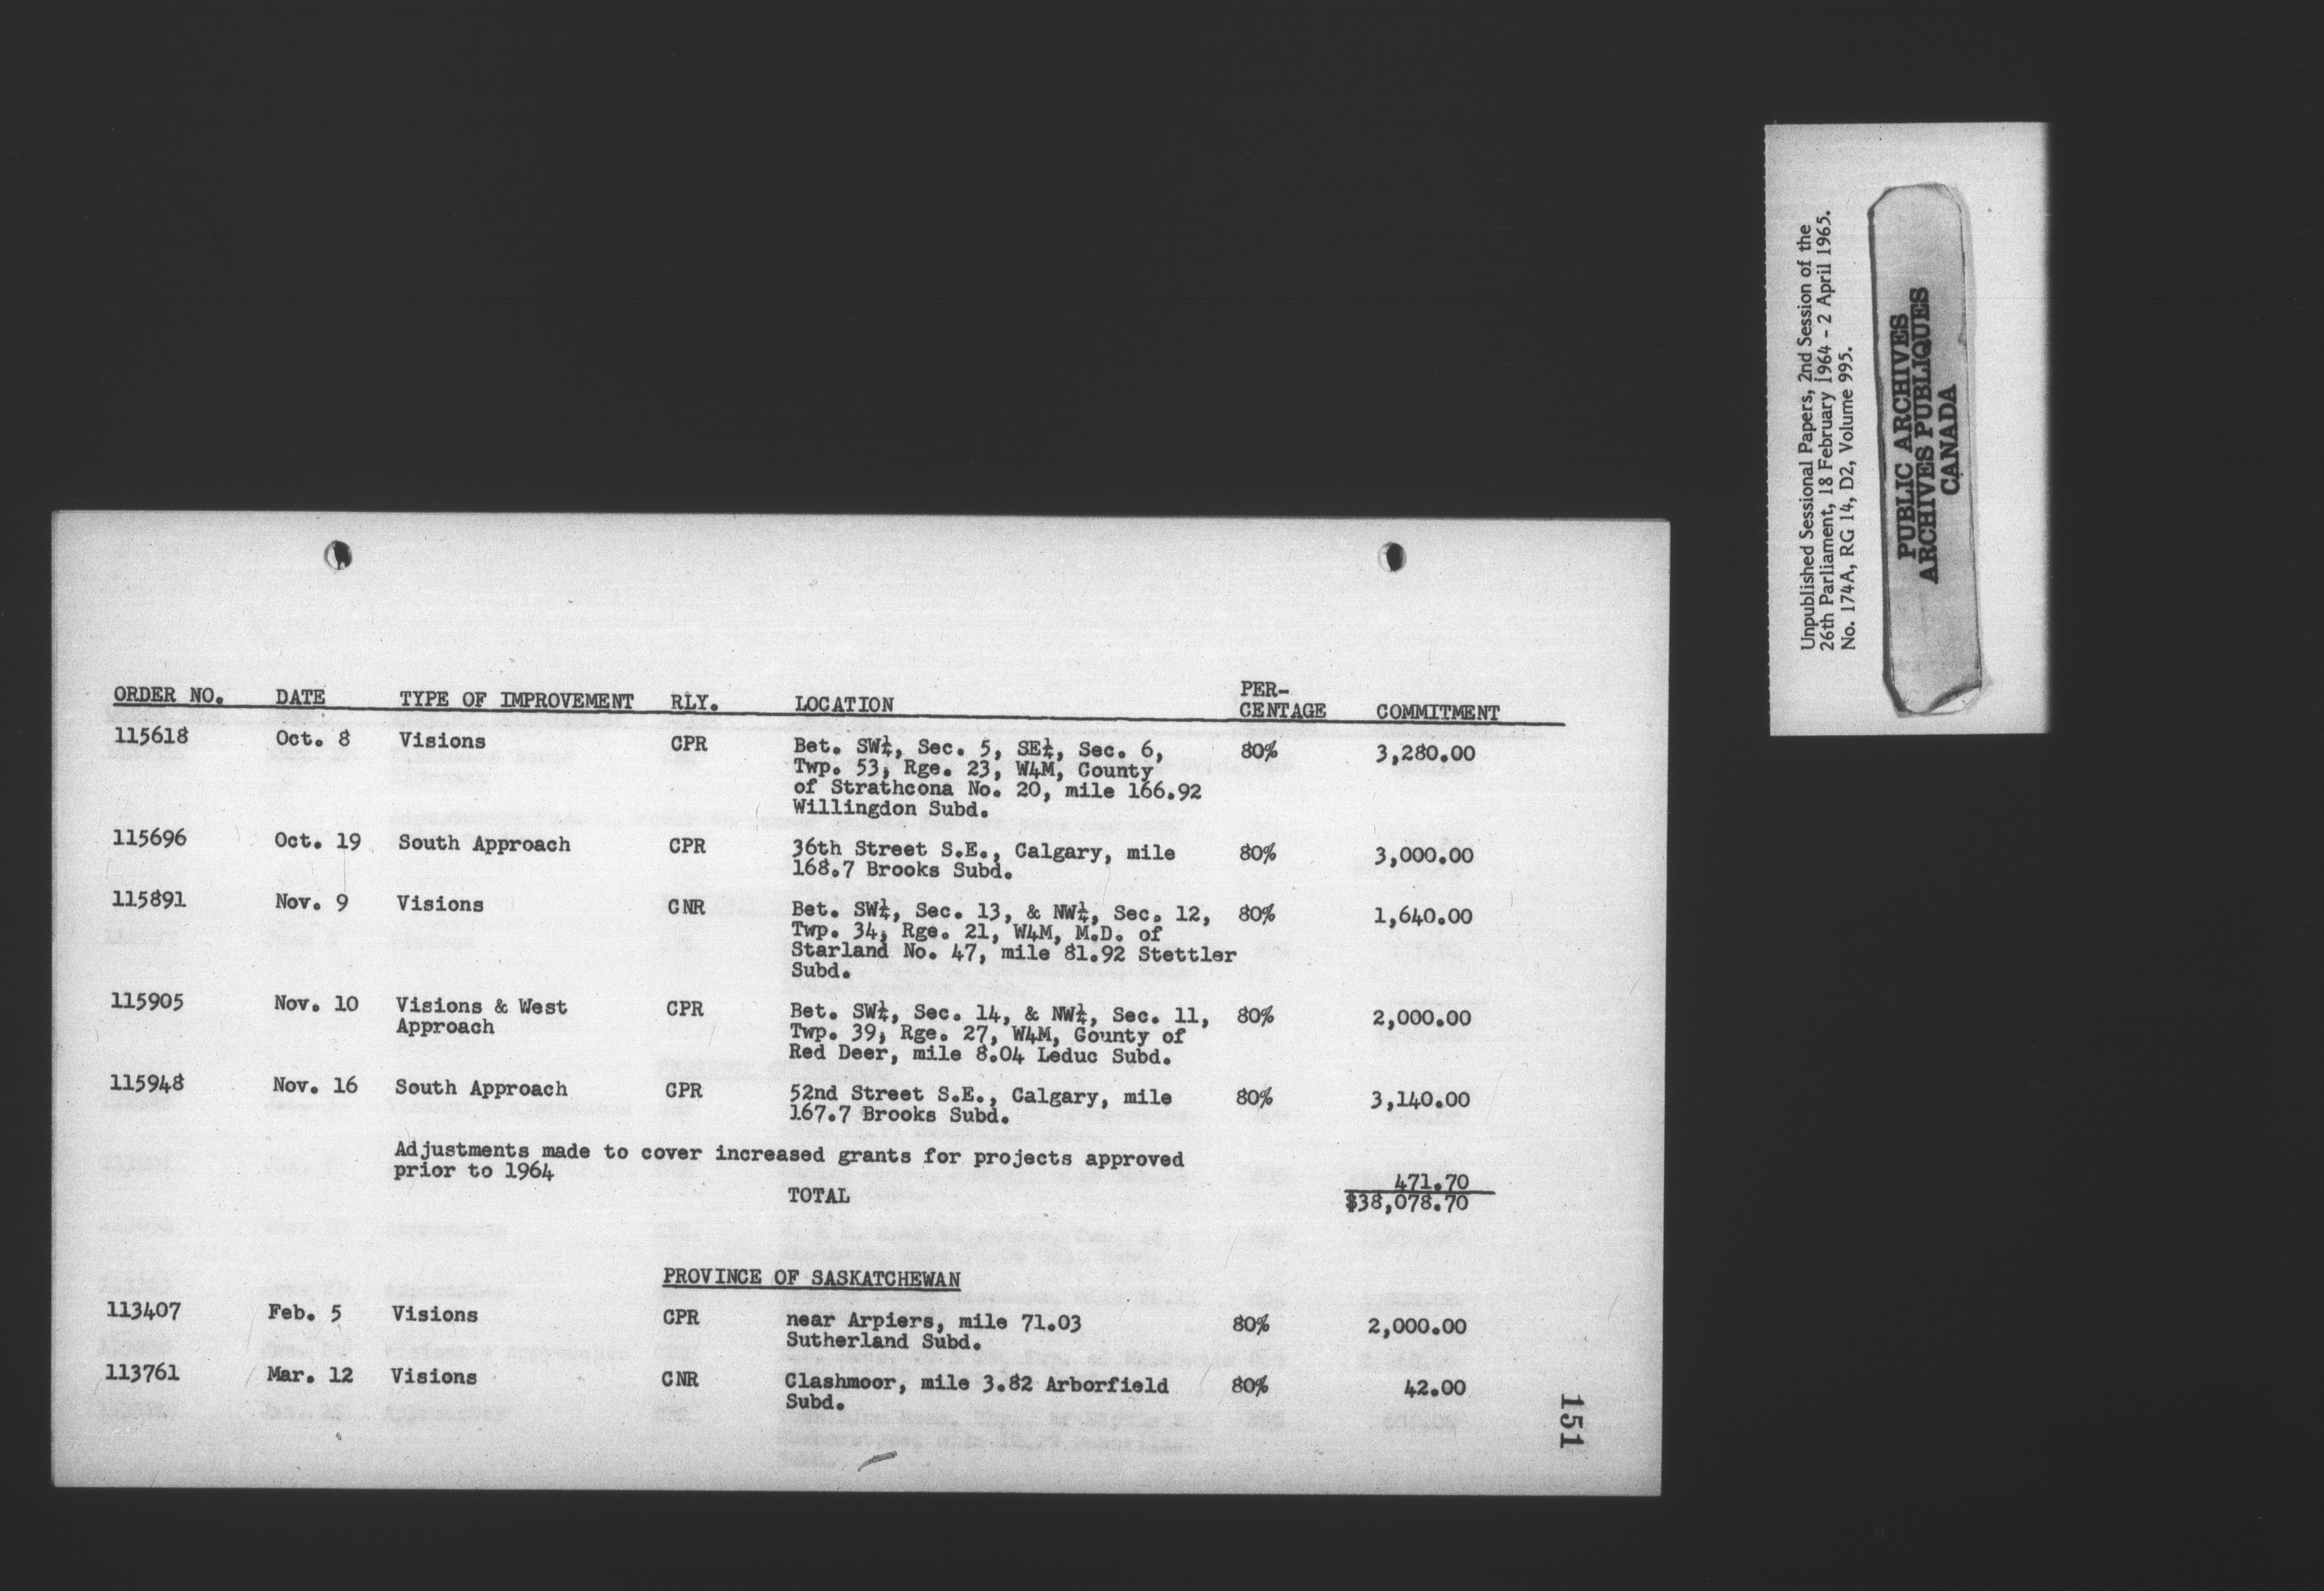 Unpublished Sessional Papers, 2nd Session of the
26th Parliament, 18 February 1964 - 2 April 1965.
No. 174A, RG 14, D2, Volume 995.
PUBLIC ARCHIVES
ARCHIVES PUBLIQUES
CANADA
ORDER NO. DATE TYPE OF IMPROVEMENT RLY. LOCATION PER-CENTAGE COMMITMENT
115618 Oct. 8 Visions CPR Bet. SW¼, Sec. 5, SE¼, Sec. 6, 80% 3,280.00
Twp. 53, Rge. 23, W4M, County
of Strathcona No. 20, mile 166.92
Willingdon Subd.
115696 Oct. 19 South Approach CPR 36th Street S.E., Calgary, mile 80% 3,000.00
168.7 Brooks Subd.
115891 Nov. 9 Visions CNR Bet. SW¼, Sec. 13, & NW¼, Sec. 12, 80% 1,640.00
Twp. 34, Rge. 21, W4M, M.D. of
Starland No. 47, mile 81.92 Stettler
Subd.
115905 Nov. 10 Visions & West CPR Bet. SW¼, Sec. 14, & NW¼, Sec. 11, 80% 2,000.00
Approach Twp. 39, Rge. 27, W4M, County of
Red Deer, mile 8.04 Leduc Subd.
115948 Nov. 16 South Approach CPR 52nd Street S.E., Calgary, mile 80% 3,140.00
167.7 Brooks Subd.
Adjustments made to cover increased grants for projects approved
prior to 1964 471.70
TOTAL $38,078.70
PROVINCE OF SASKATCHEWAN
113407 Feb. 5 Visions CPR near Arpiers, mile 71.03 80% 2,000.00
Sutherland Subd.
113761 Mar. 12 Visions CNR Clashmoor, mile 3.82 Arborfield 80% 42.00
Subd.
151